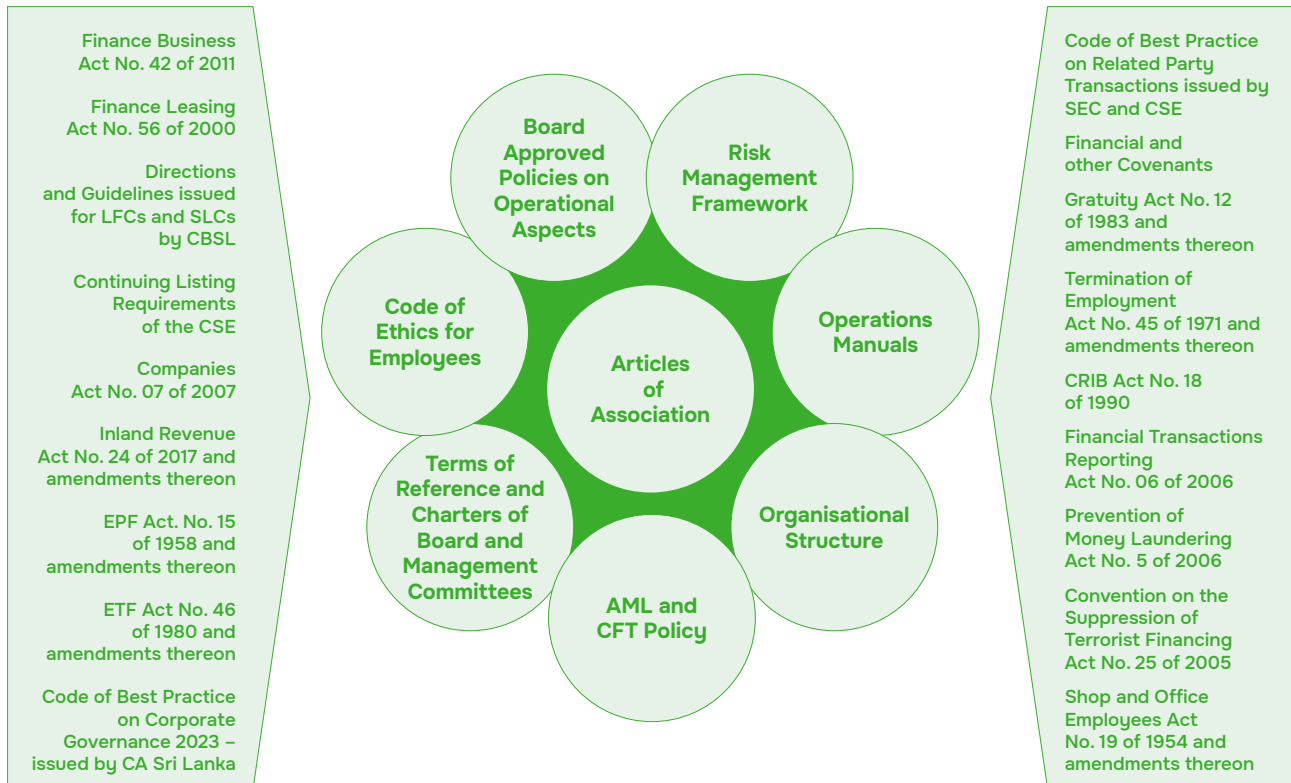 Finance Business
Act No. 42 of 2011
Finance Leasing
Act No. 56 of 2000
Directions
and Guidelines issued
for LFCs and SLCs
by CBSL
Continuing Listing
Requirements
of the CSE
Companies
Act No. 07 of 2007
Inland Revenue
Act No. 24 of 2017 and
amendments thereon
EPF Act. No. 15
of 1958 and
amendments thereon
ETF Act No. 46
of 1980 and
amendments thereon
Code of Best Practice
on Corporate
Governance 2023 –
issued by CA Sri Lanka
Board
Approved
Policies on
Operational
Aspects
Risk
Management
Framework
Code of
Ethics for
Employees
Operations
Manuals
Articles
of
Association
Terms of
Reference and
Charters of
Board and
Management
Committees
Organisational
Structure
AML and
CFT Policy
Code of Best Practice
on Related Party
Transactions issued by
SEC and CSE
Financial and
other Covenants
Gratuity Act No. 12
of 1983 and
amendments thereon
Termination of
Employment
Act No. 45 of 1971 and
amendments thereon
CRIB Act No. 18
of 1990
Financial Transactions
Reporting
Act No. 06 of 2006
Prevention of
Money Laundering
Act No. 5 of 2006
Convention on the
Suppression of
Terrorist Financing
Act No. 25 of 2005
Shop and Office
Employees Act
No. 19 of 1954 and
amendments thereon